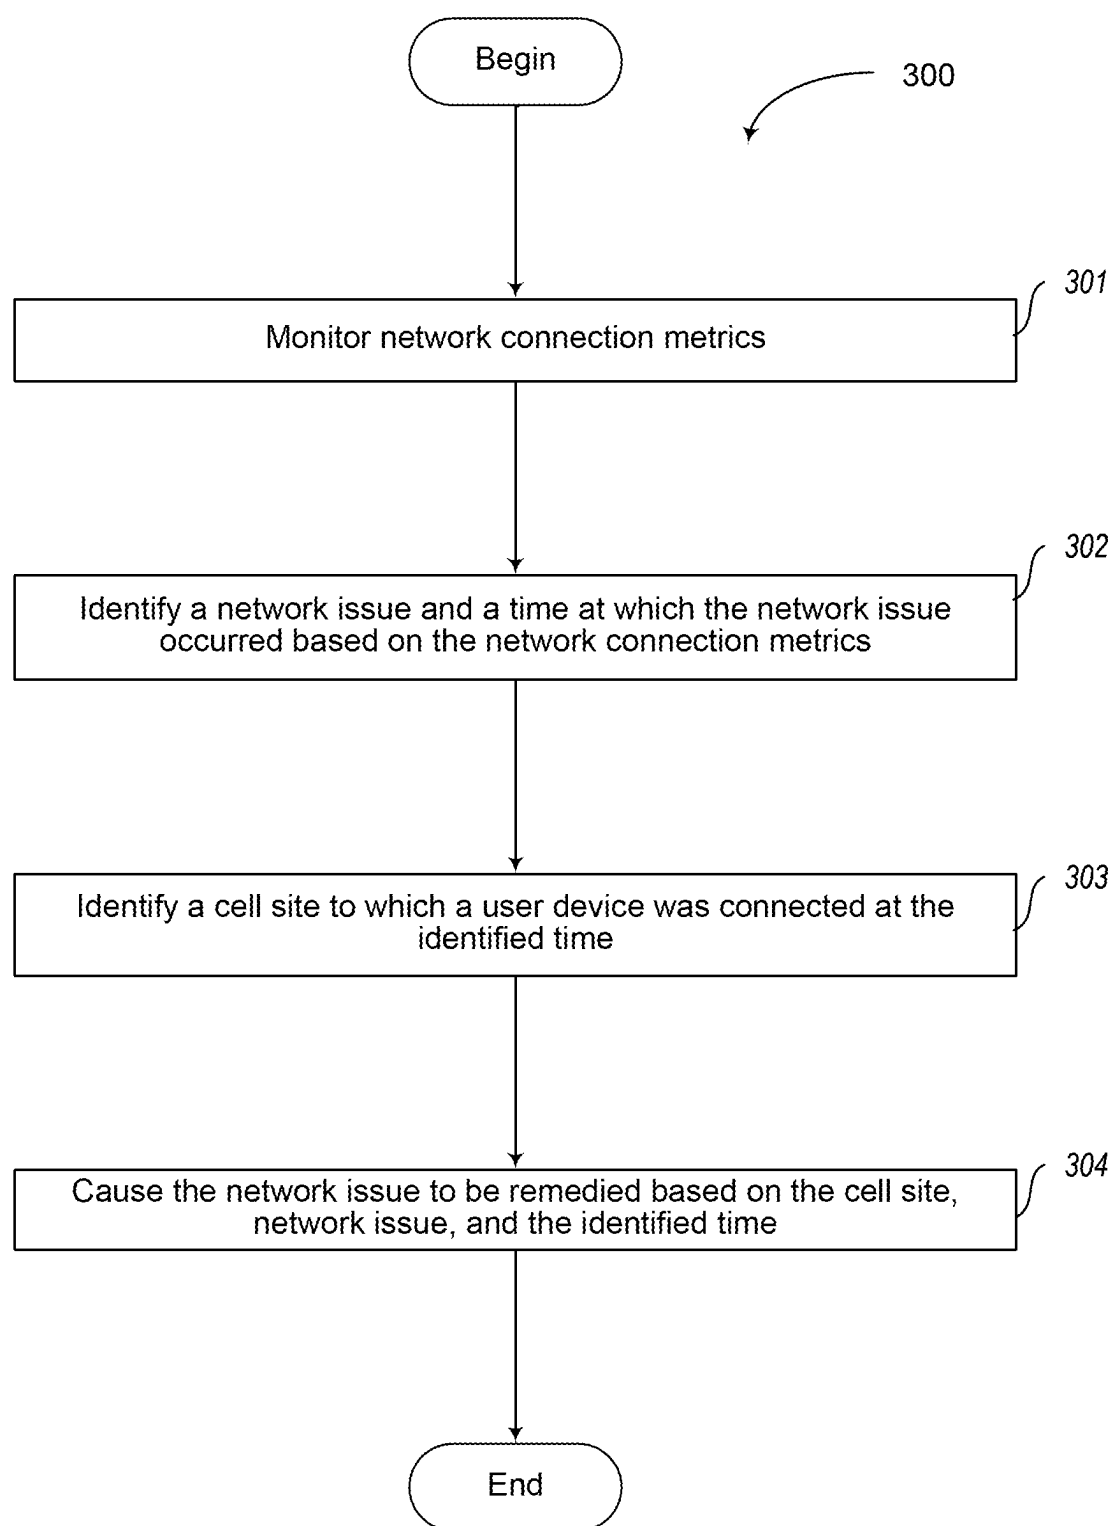 Begin
300
301
Monitor network connection metrics
302
Identify a network issue and a time at which the network issue
occurred based on the network connection metrics
303
Identify a cell site to which a user device was connected at the
identified time
304
Cause the network issue to be remedied based on the cell site,
network issue, and the identified time
End